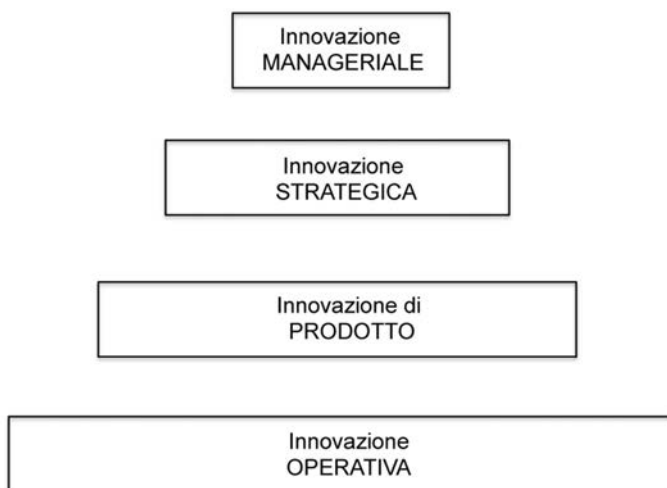 Innovazione
MANAGERIALE
Innovazione
STRATEGICA
Innovazione di
PRODOTTO
Innovazione
OPERATIVA